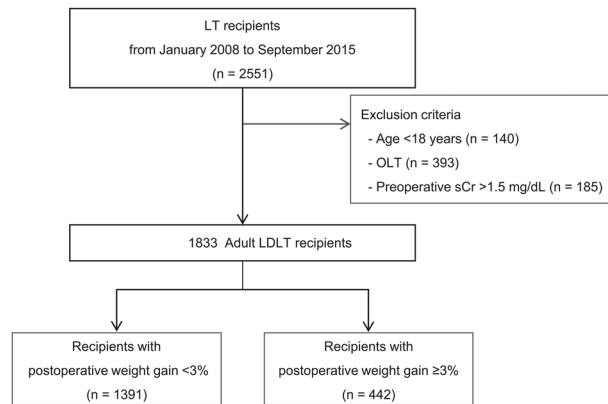 LT recipients
from January 2008 to September 2015
(n = 2551)
Exclusion criteria
- Age <18 years (n = 140)
- OLT (n = 393)
- Preoperative sCr >1.5 mg/dL (n = 185)
1833 Adult LDLT recipients
Recipients with
postoperative weight gain <3%
(n = 1391)
Recipients with
postoperative weight gain ≥3%
(n = 442)